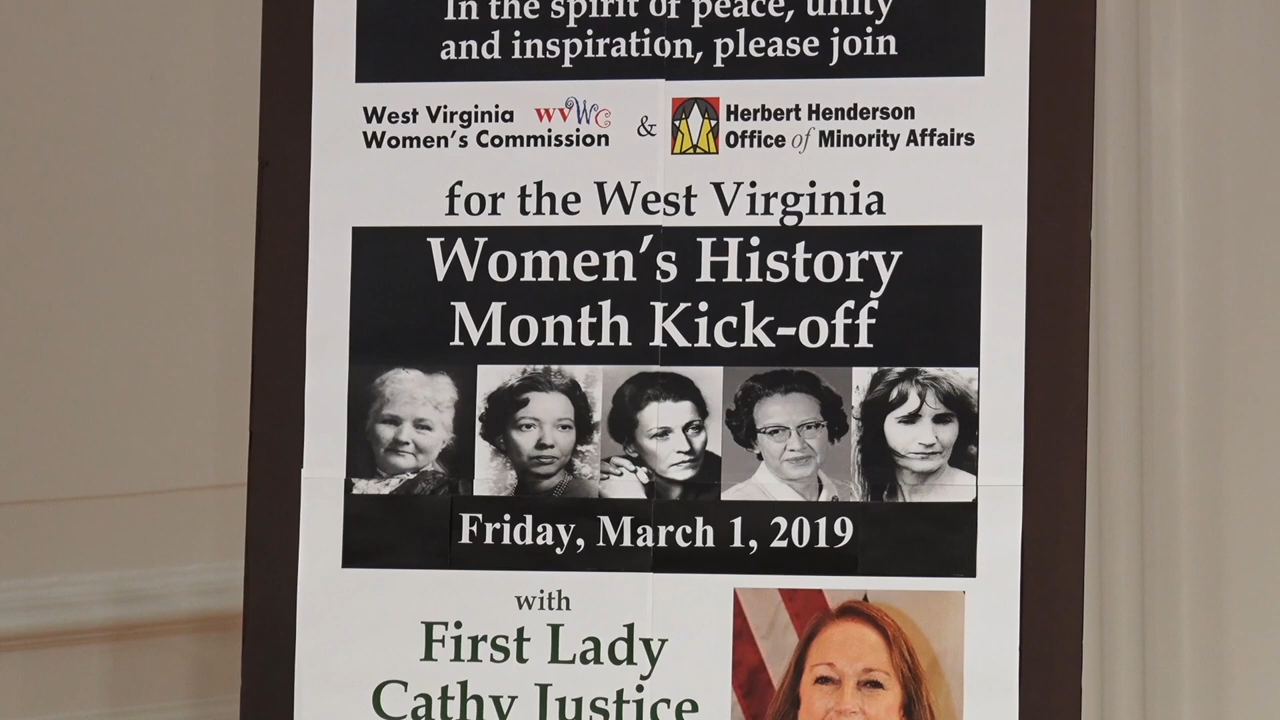 In the spirit of peace, unity
and inspiration, please join
West Virginia WVWC
Women's Commission
&
Herbert Henderson
Office of Minority Affairs
for the West Virginia
Women's History
Month Kick-off
Friday, March 1, 2019
with
First Lady
Cathy Justice